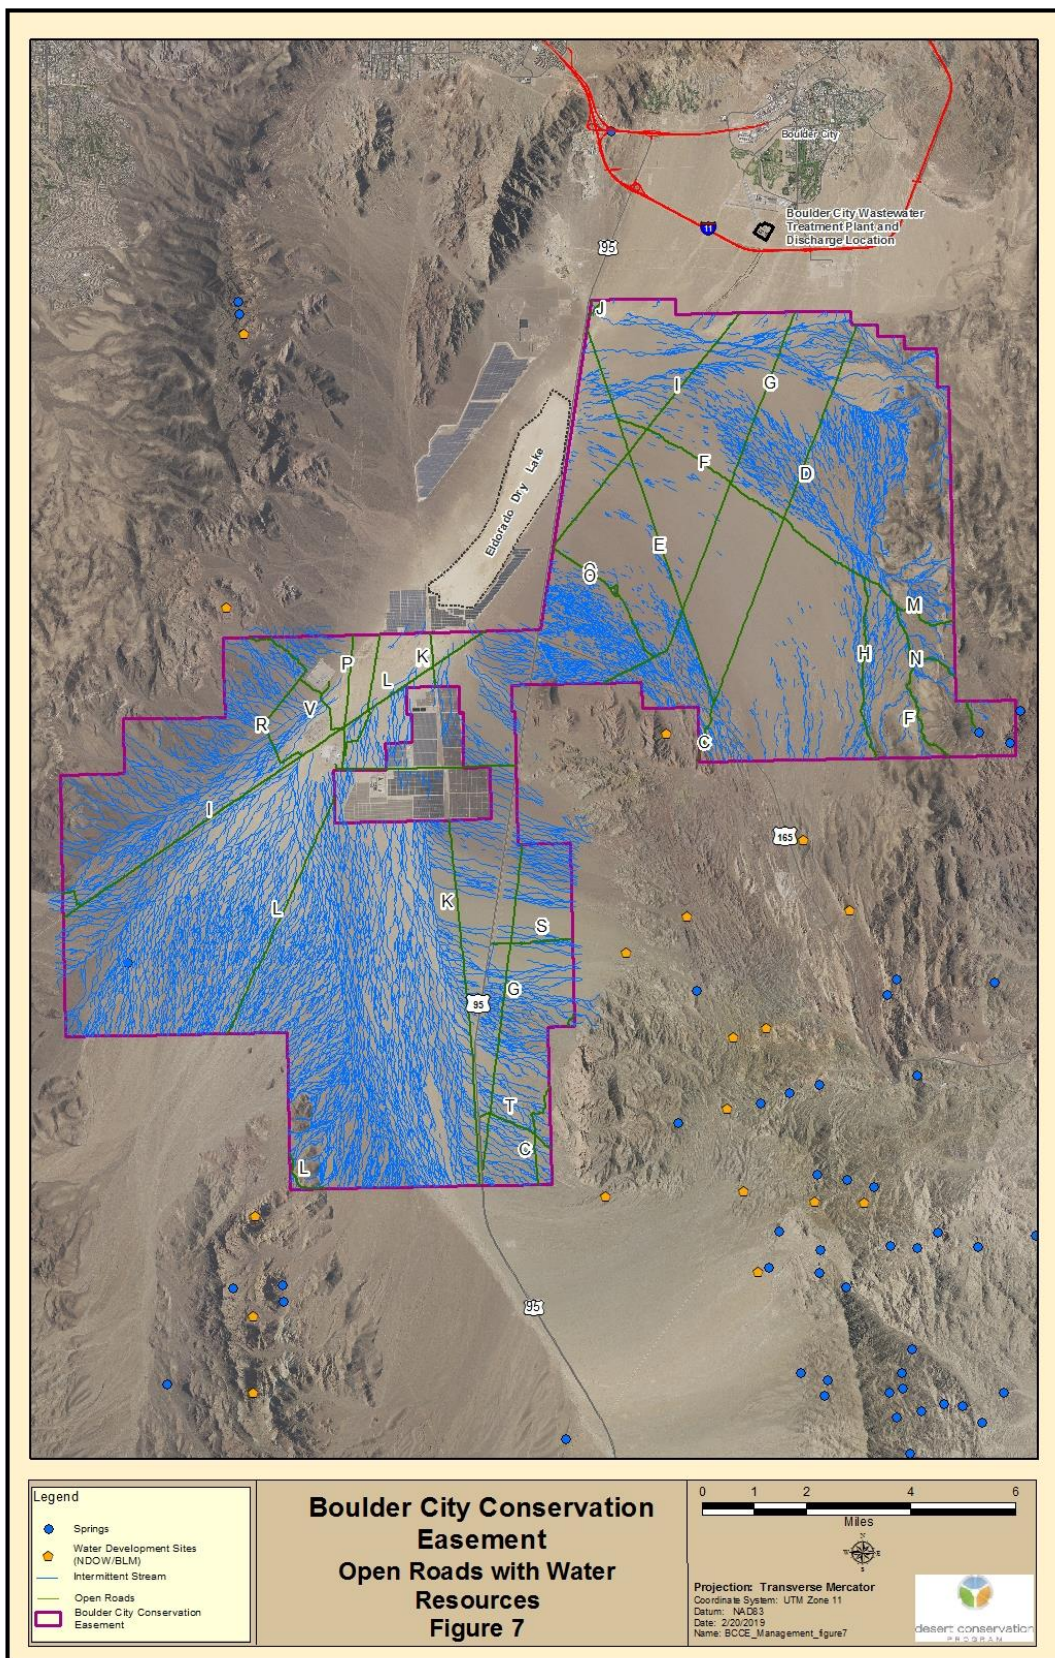 Boulder City
Boulder City Wastewater
Treatment Plant and
Discharge Location
11
95
J
I
G
F
D
Eldorado Dry Lake
E
O
M
H
N
F
C
P
K
L
V
R
I
165
L
K
S
G
95
T
C
L
95
Legend
Springs
Water Development Sites
(NDOW/BLM)
Intermittent Stream
Open Roads
Boulder City Conservation
Easement
Boulder City Conservation
Easement
Open Roads with Water
Resources
Figure 7
0 1 2 4 6
Miles
N
W E
S
Projection: Transverse Mercator
Coordinate System: UTM Zone 11
Datum: NAD83
Date: 2/20/2019
Name: BCCE_Management_figure7
desert conservation
PROGRAM